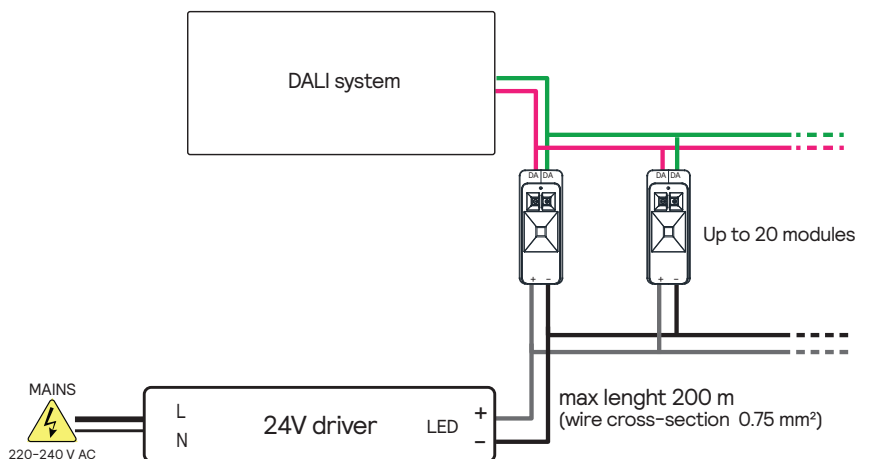 DALI system
DA DA
DA DA
Up to 20 modules
+ −
+ −
MAINS
220-240 V AC
L
N
24V driver
LED
+
−
max lenght 200 m
(wire cross-section 0.75 mm²)